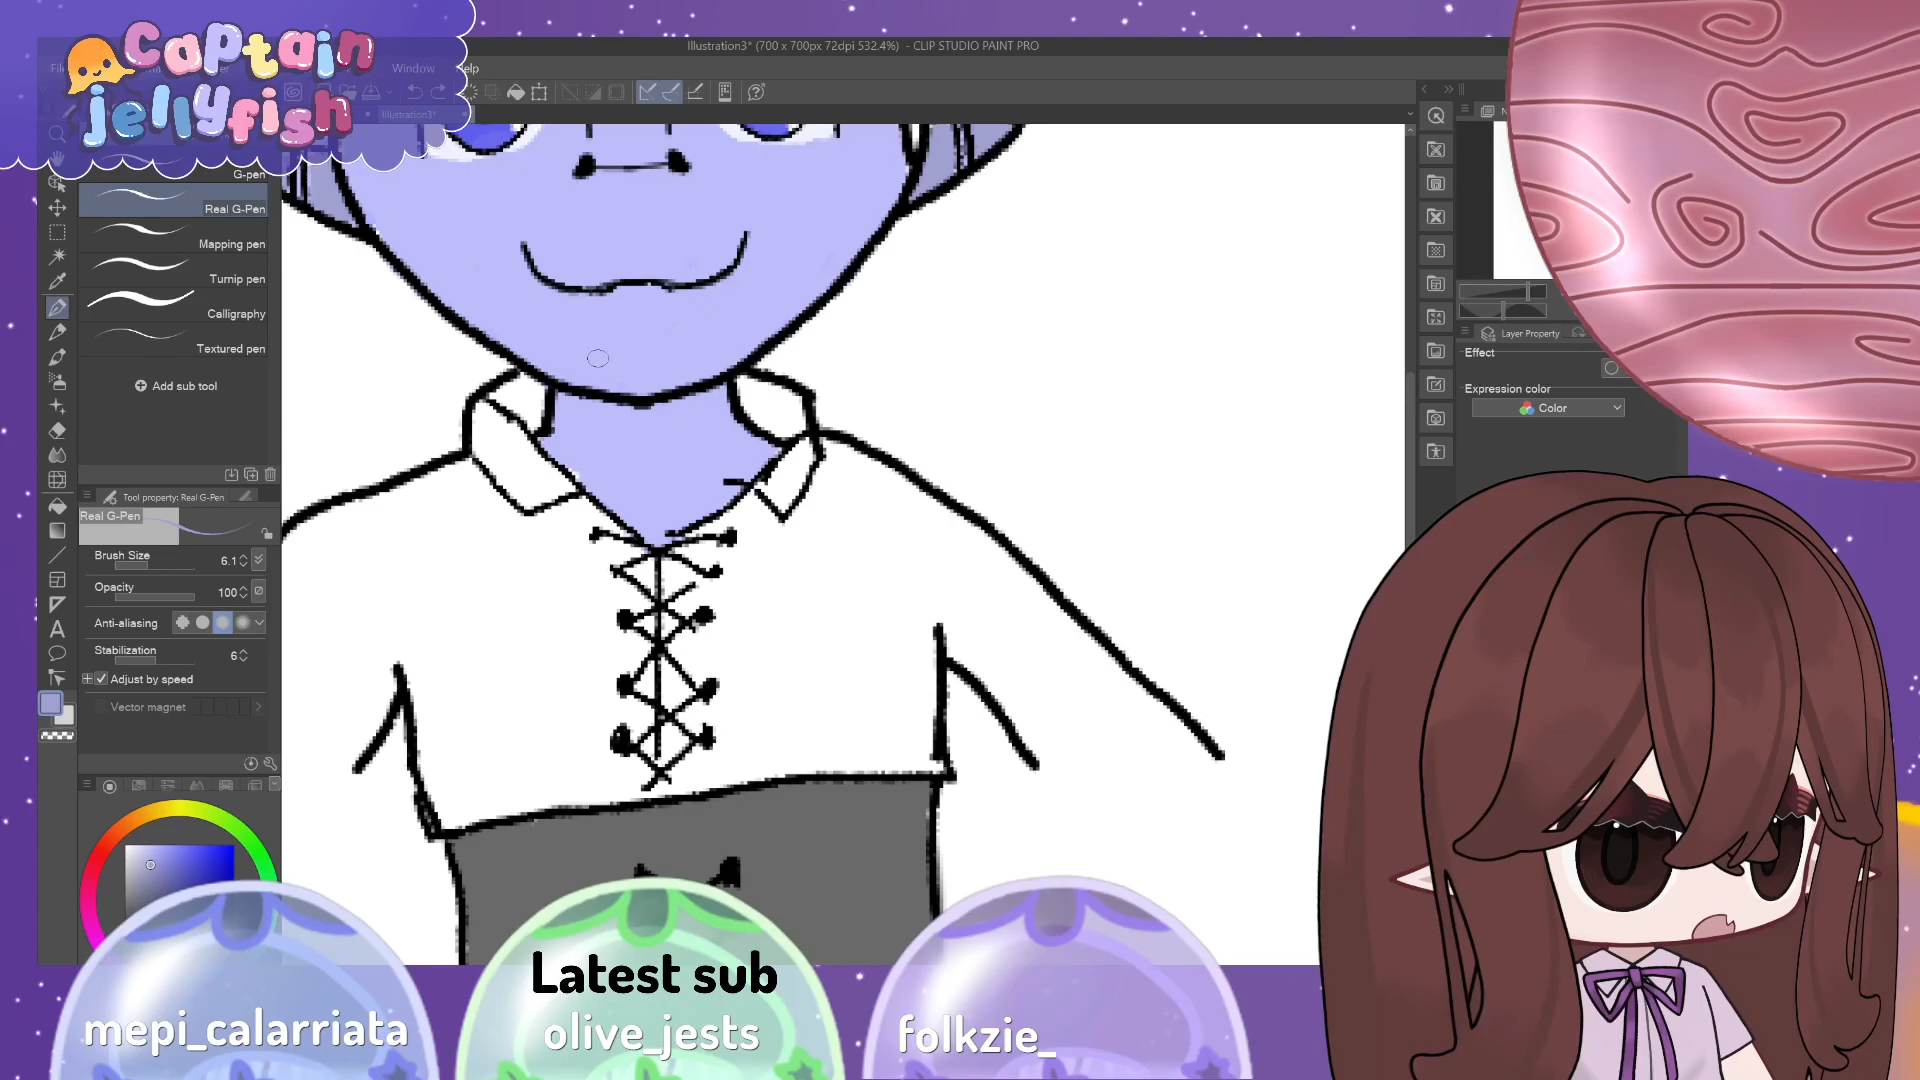 Captain
jellyfish
Illustration3* (700 x 700px 72dpi 532.4%) - CLIP STUDIO PAINT PRO
Window
Illustration3*
G-pen
Real G-Pen
Mapping pen
Turnip pen
Calligraphy
Textured pen
Add sub tool
Tool property: Real G-Pen
Real G-Pen
Brush Size 6.1
Opacity 100
Anti-aliasing
Stabilization 6
Adjust by speed
Vector magnet
Layer Property
Effect
Expression color
Color
Latest sub
mepi_calarriata
olive_jests
folkzie_